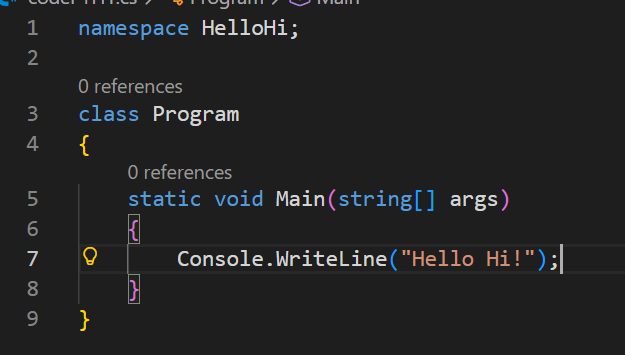 Program
Main
1 namespace HelloHi;
2
0 references
3 class Program
4 {
0 references
5 static void Main(string[] args)
6 {
7 Console.WriteLine("Hello Hi!");
8 }
9 }